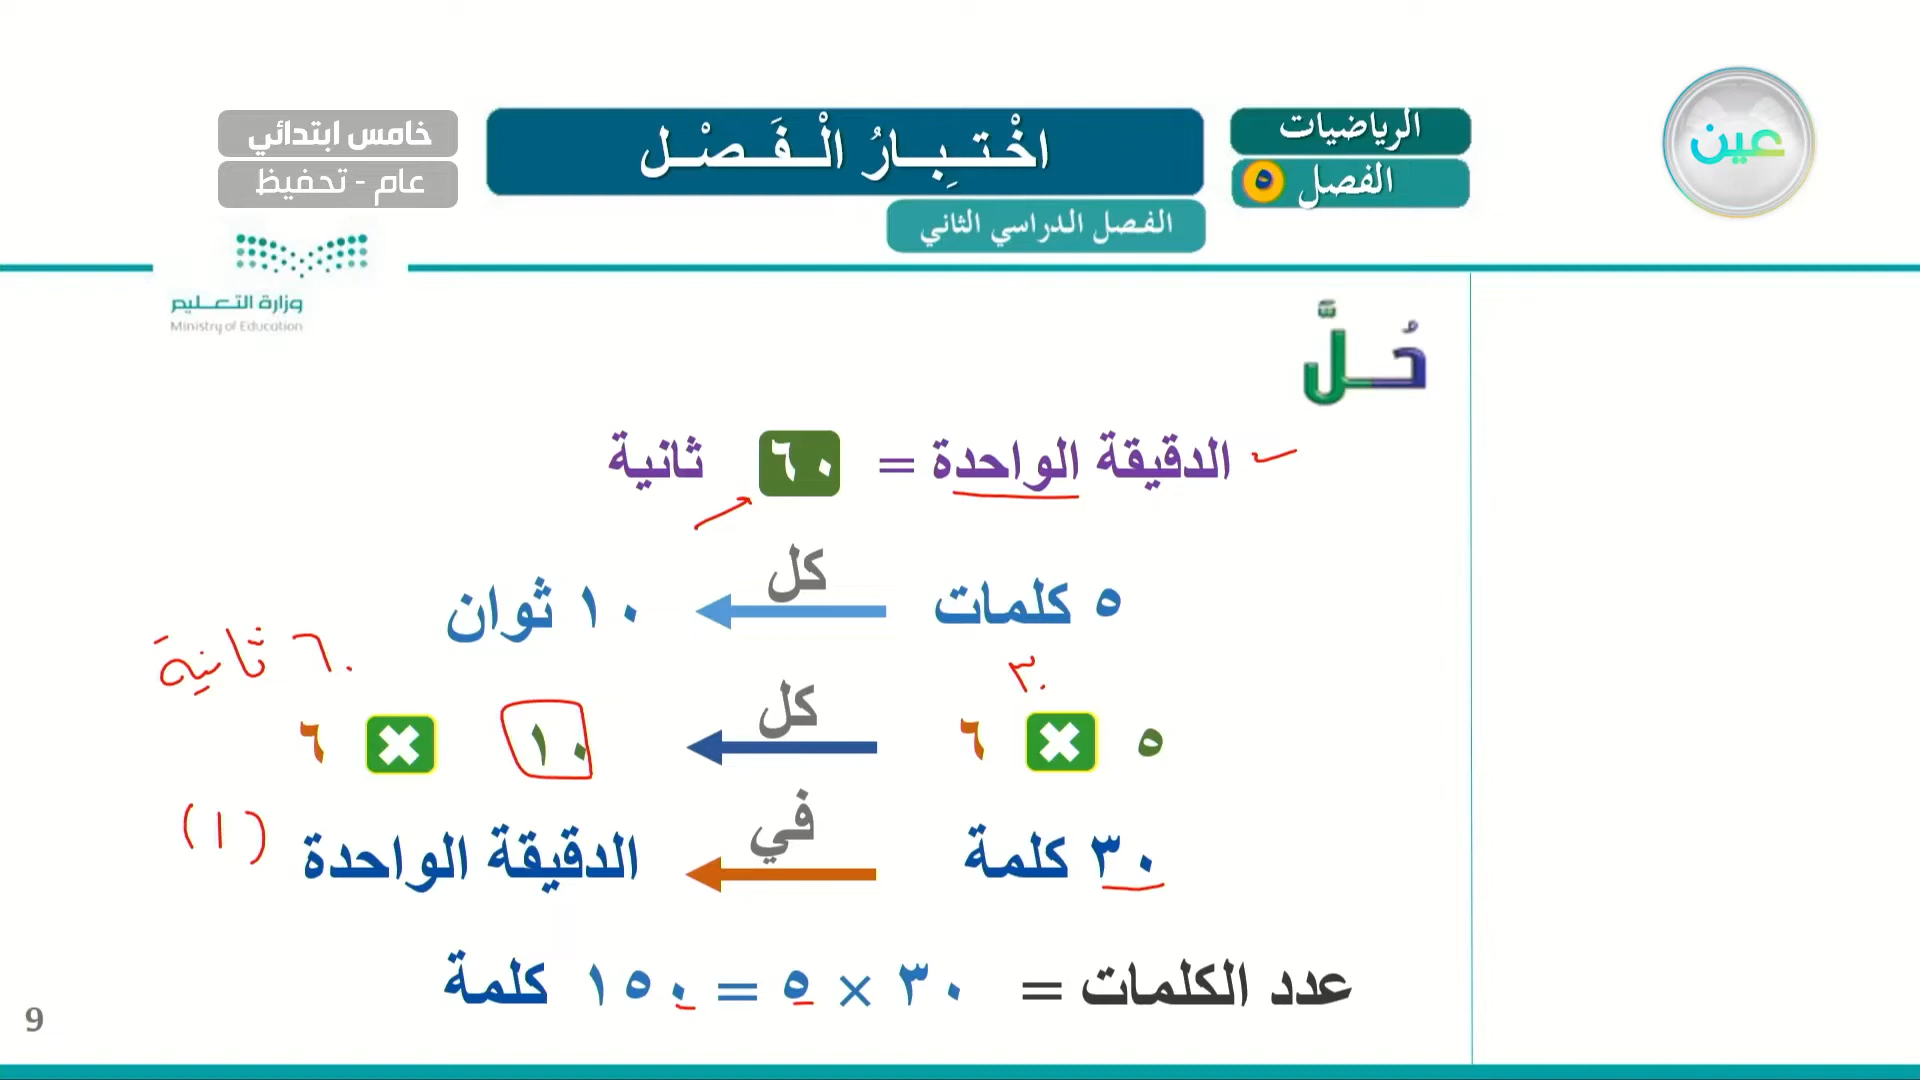 عين
الرياضيات
الفصل ٥
اخْتِبارُ الْفَصْل
الفصل الدراسي الثاني
خامس ابتدائي
عام - تحفيظ
وزارة التعليم
Ministry of Education
حُلَّ
الدقيقة الواحدة = ٦٠ ثانية
٥ كلمات كل ١٠ ثوان
٣٠ ٦٠ ثانية
٥ × ٦ كل ١٠ × ٦
٣٠ كلمة في الدقيقة الواحدة (١)
عدد الكلمات = ٣٠ × ٥ = ١٥٠ كلمة
9